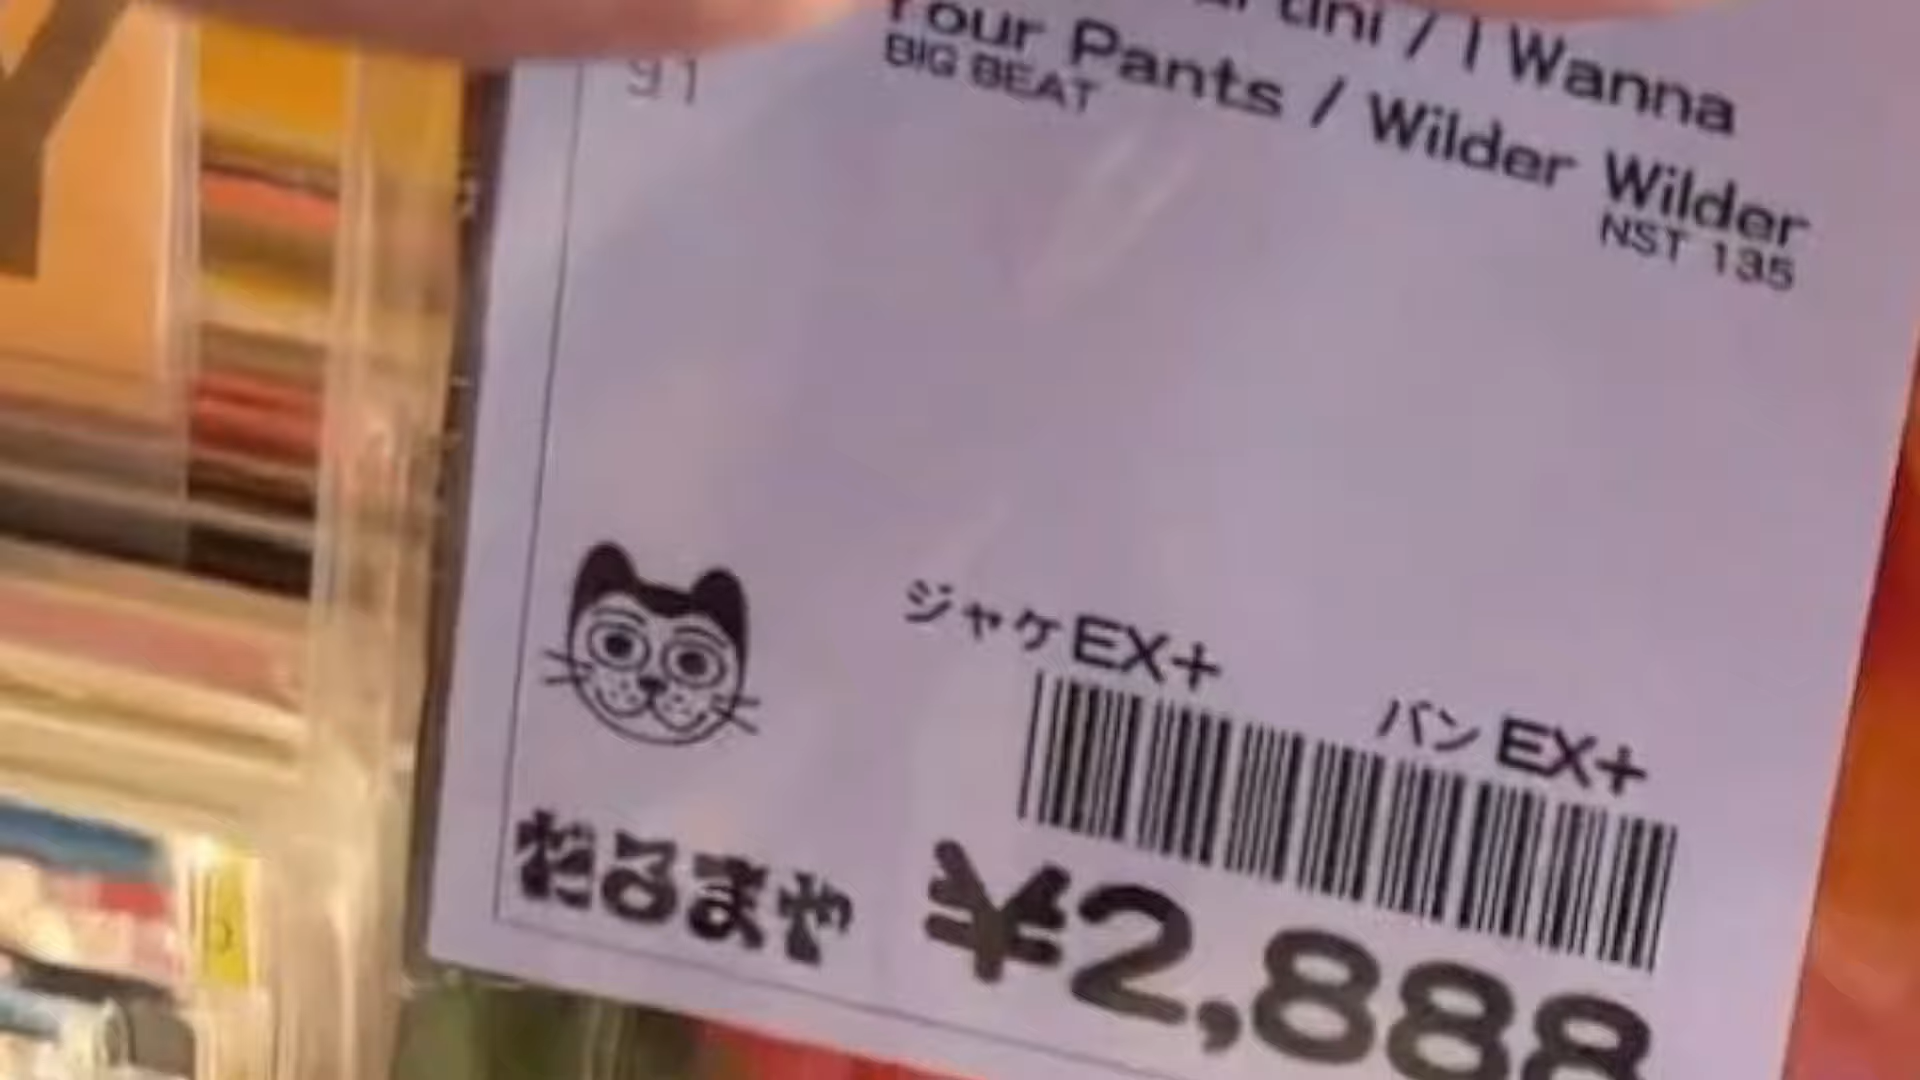 / I Wanna
Your Pants / Wilder Wilder
BIG BEAT
NST 135
91
ジャケEX+
バンEX+
だるまや
¥2,888